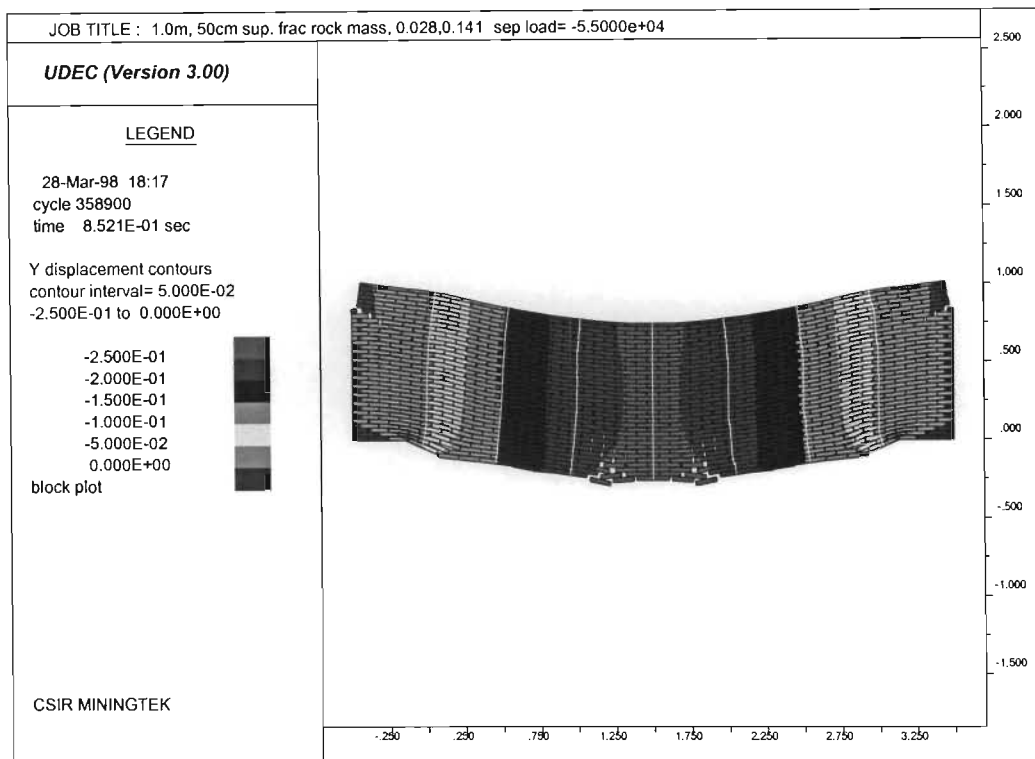 JOB TITLE : 1.0m, 50cm sup. frac rock mass, 0.028,0.141 sep load= -5.5000e+04
UDEC (Version 3.00)
LEGEND
28-Mar-98 18:17
cycle 358900
time 8.521E-01 sec
Y displacement contours
contour interval= 5.000E-02
-2.500E-01 to 0.000E+00
-2.500E-01
-2.000E-01
-1.500E-01
-1.000E-01
-5.000E-02
0.000E+00
block plot
CSIR MININGTEK
2.500
2.000
1.500
1.000
.500
.000
-.500
-1.000
-1.500
-.250
.250
.750
1.250
1.750
2.250
2.750
3.250